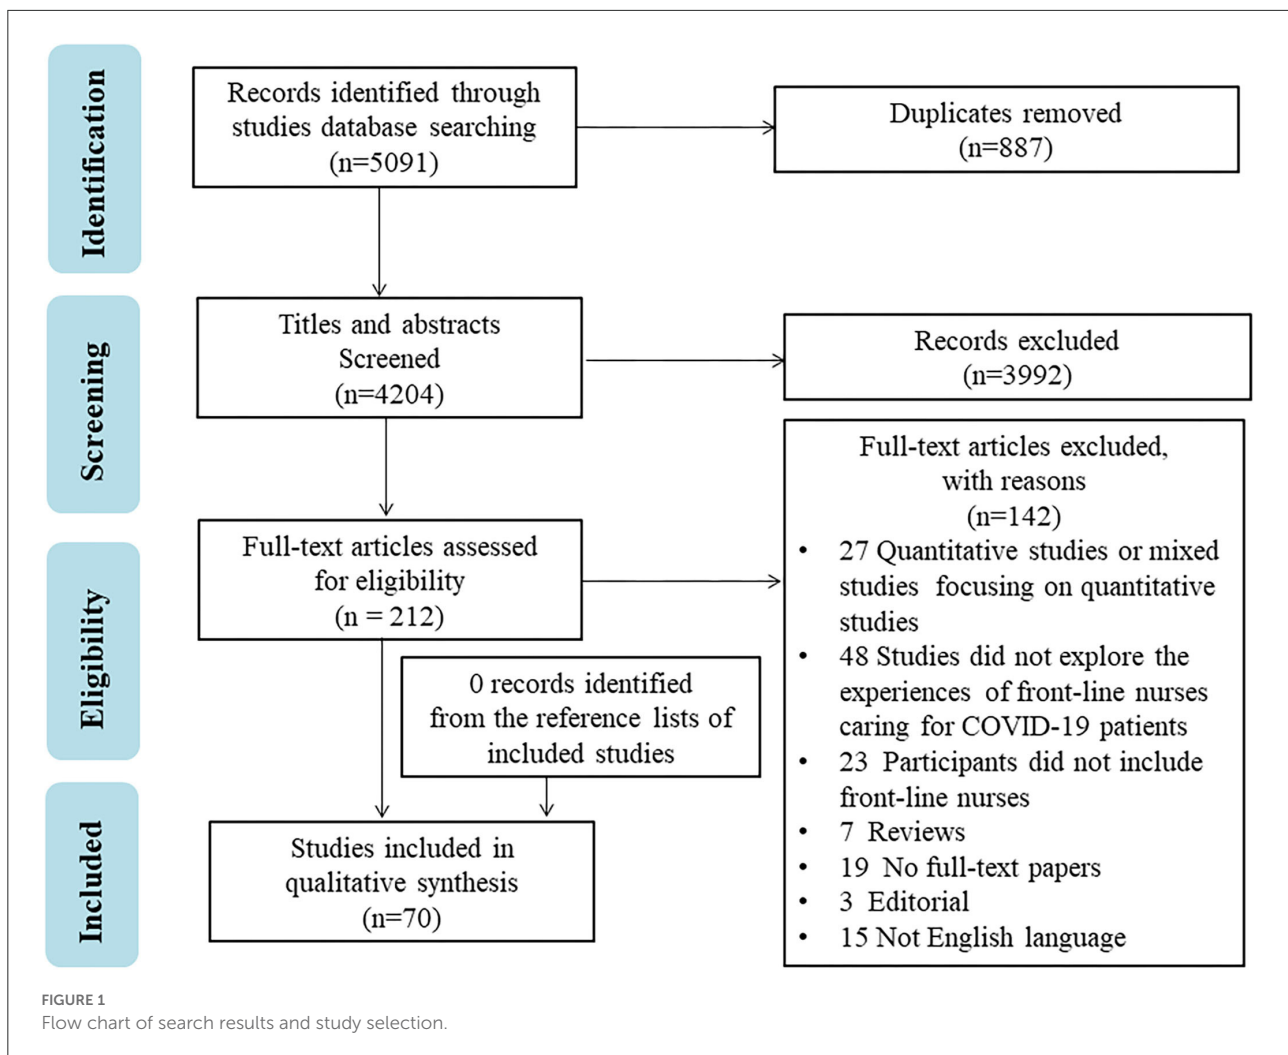 Identification
Records identified through
studies database searching
(n=5091)
Duplicates removed
(n=887)
Screening
Titles and abstracts
Screened
(n=4204)
Records excluded
(n=3992)
Eligibility
Full-text articles assessed
for eligibility
(n = 212)
Full-text articles excluded,
with reasons
(n=142)
• 27 Quantitative studies or mixed
studies focusing on quantitative
studies
• 48 Studies did not explore the
experiences of front-line nurses
caring for COVID-19 patients
• 23 Participants did not include
front-line nurses
• 7 Reviews
• 19 No full-text papers
• 3 Editorial
• 15 Not English language
0 records identified
from the reference lists of
included studies
Included
Studies included in
qualitative synthesis
(n=70)
FIGURE 1
Flow chart of search results and study selection.